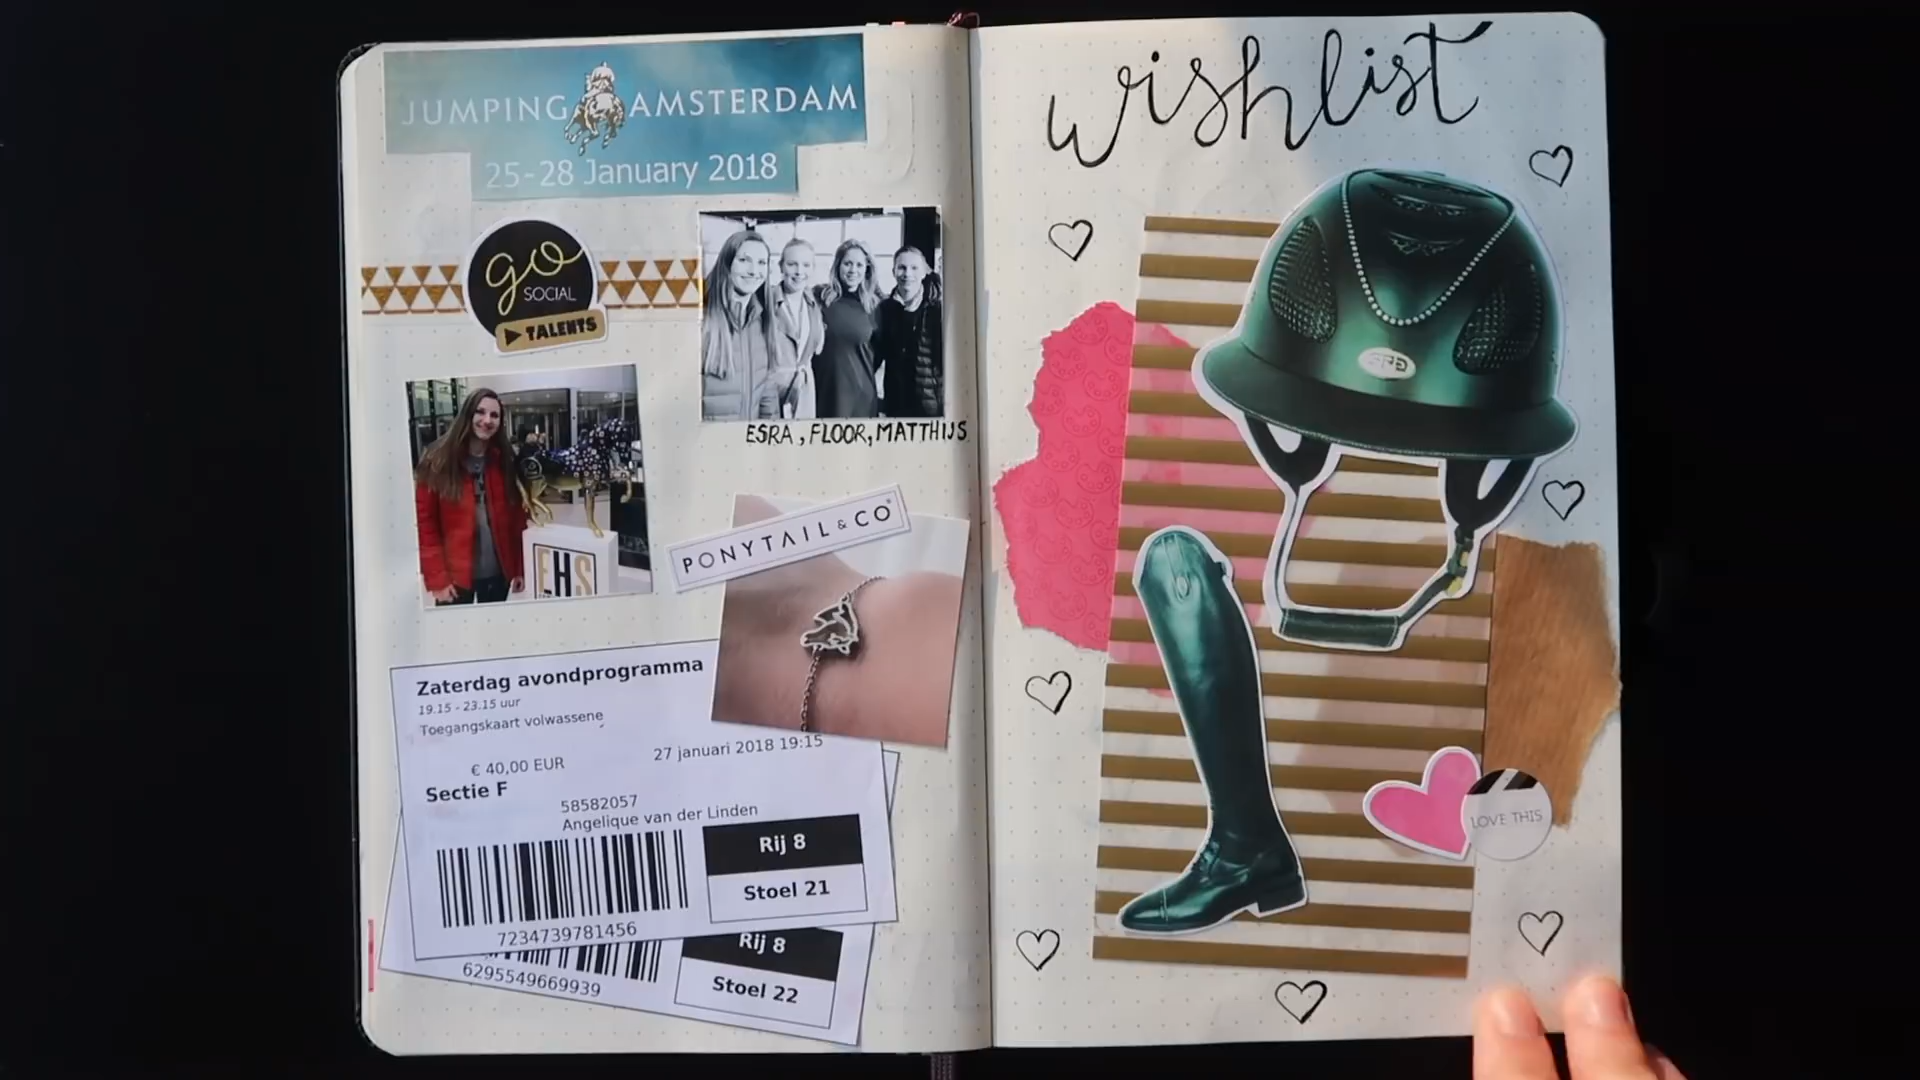 JUMPING AMSTERDAM
25-28 January 2018
go
SOCIAL
TALENTS
ESRA, FLOOR, MATTHIJS
EHS
PONYTAIL & CO
Zaterdag avondprogramma
19.15 - 23.15 uur
Toegangskaart volwassene
27 januari 2018 19:15
€ 40,00 EUR
Sectie F
58582057
Angelique van der Linden
Rij 8
Stoel 21
7234739781456
Rij 8
Stoel 22
6295549669939
wishlist
LOVE THIS